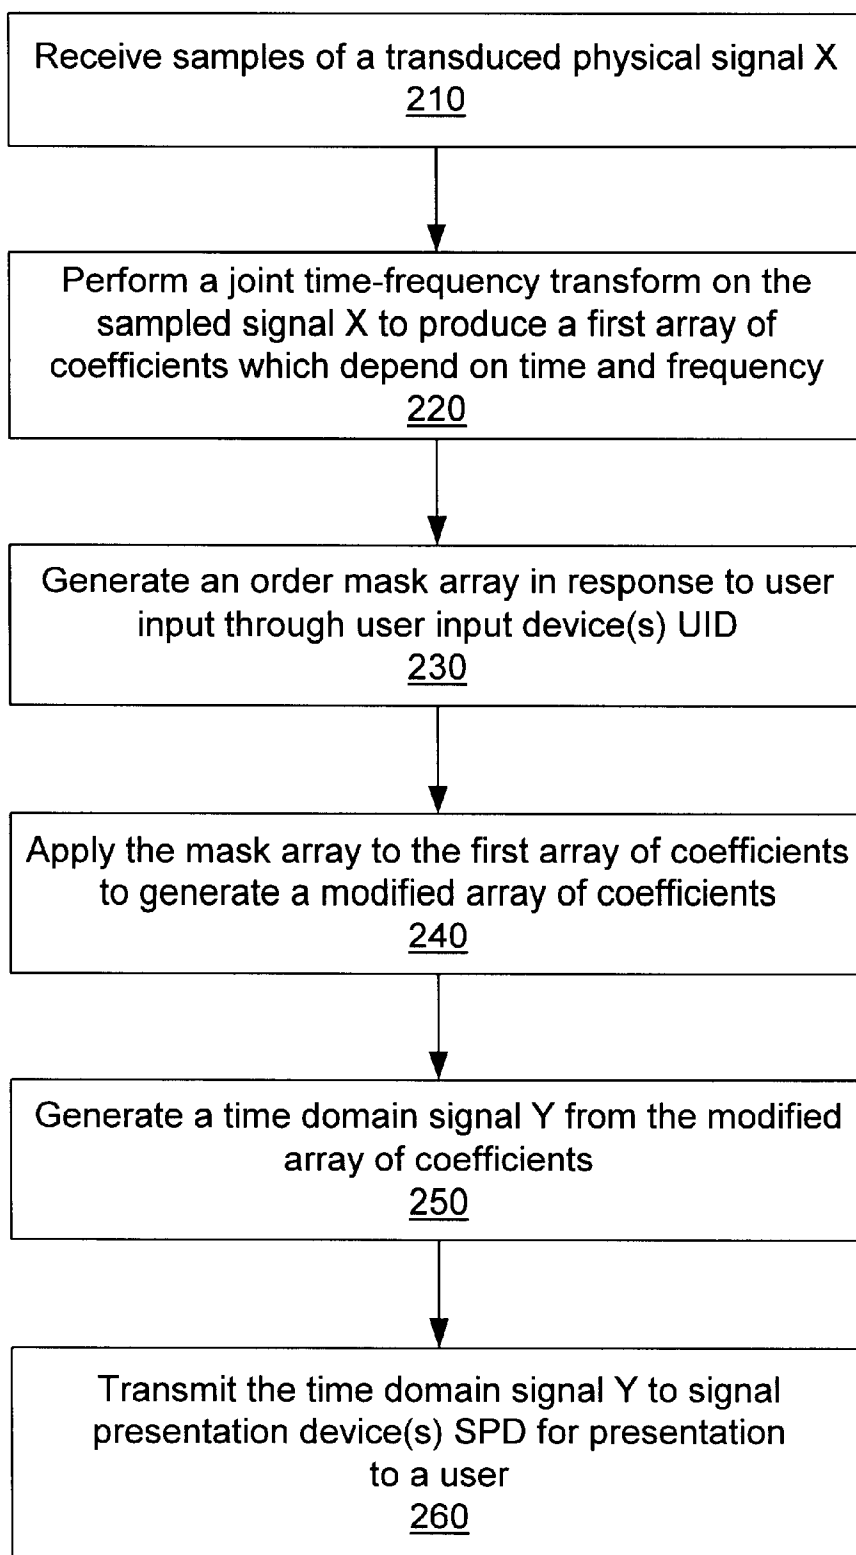 Receive samples of a transduced physical signal X
210
Perform a joint time-frequency transform on the
sampled signal X to produce a first array of
coefficients which depend on time and frequency
220
Generate an order mask array in response to user
input through user input device(s) UID
230
Apply the mask array to the first array of coefficients
to generate a modified array of coefficients
240
Generate a time domain signal Y from the modified
array of coefficients
250
Transmit the time domain signal Y to signal
presentation device(s) SPD for presentation
to a user
260